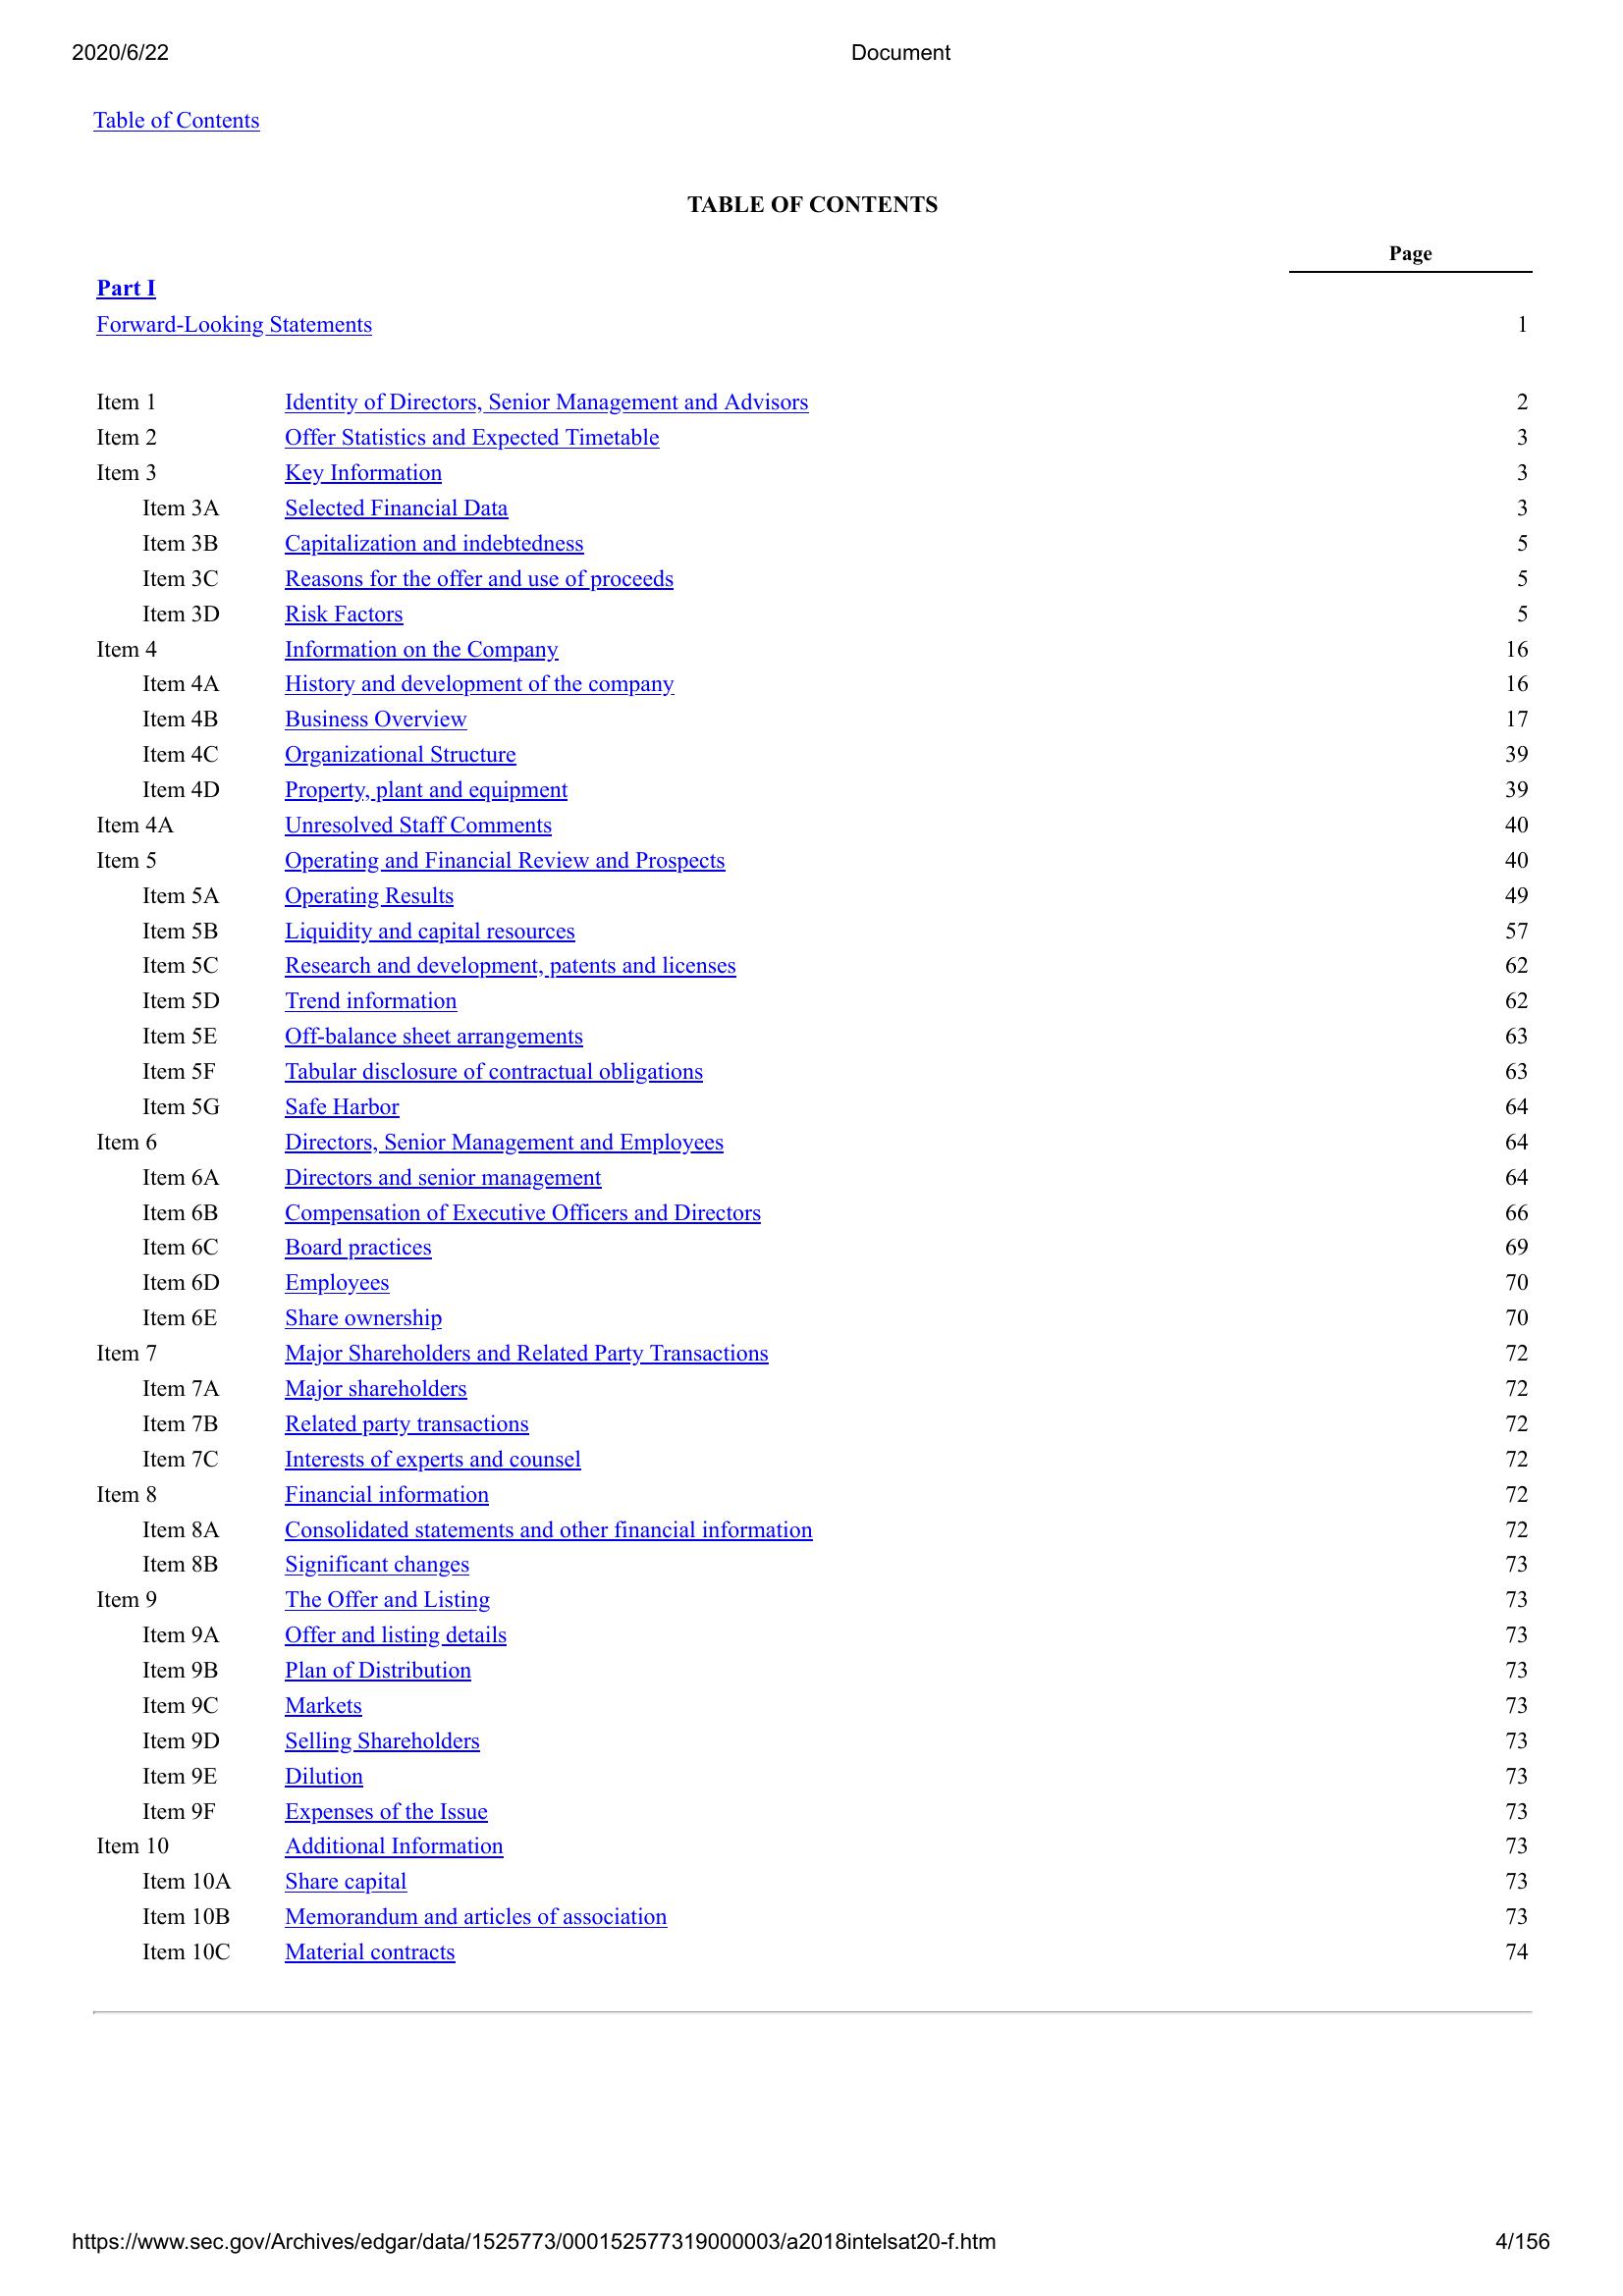 2020/6/22 Document
Table of Contents
TABLE OF CONTENTS
Page
Part I
Forward-Looking Statements 1
Item 1 Identity of Directors, Senior Management and Advisors 2
Item 2 Offer Statistics and Expected Timetable 3
Item 3 Key Information 3
Item 3A Selected Financial Data 3
Item 3B Capitalization and indebtedness 5
Item 3C Reasons for the offer and use of proceeds 5
Item 3D Risk Factors 5
Item 4 Information on the Company 16
Item 4A History and development of the company 16
Item 4B Business Overview 17
Item 4C Organizational Structure 39
Item 4D Property, plant and equipment 39
Item 4A Unresolved Staff Comments 40
Item 5 Operating and Financial Review and Prospects 40
Item 5A Operating Results 49
Item 5B Liquidity and capital resources 57
Item 5C Research and development, patents and licenses 62
Item 5D Trend information 62
Item 5E Off-balance sheet arrangements 63
Item 5F Tabular disclosure of contractual obligations 63
Item 5G Safe Harbor 64
Item 6 Directors, Senior Management and Employees 64
Item 6A Directors and senior management 64
Item 6B Compensation of Executive Officers and Directors 66
Item 6C Board practices 69
Item 6D Employees 70
Item 6E Share ownership 70
Item 7 Major Shareholders and Related Party Transactions 72
Item 7A Major shareholders 72
Item 7B Related party transactions 72
Item 7C Interests of experts and counsel 72
Item 8 Financial information 72
Item 8A Consolidated statements and other financial information 72
Item 8B Significant changes 73
Item 9 The Offer and Listing 73
Item 9A Offer and listing details 73
Item 9B Plan of Distribution 73
Item 9C Markets 73
Item 9D Selling Shareholders 73
Item 9E Dilution 73
Item 9F Expenses of the Issue 73
Item 10 Additional Information 73
Item 10A Share capital 73
Item 10B Memorandum and articles of association 73
Item 10C Material contracts 74
https://www.sec.gov/Archives/edgar/data/1525773/000152577319000003/a2018intelsat20-f.htm 4/156